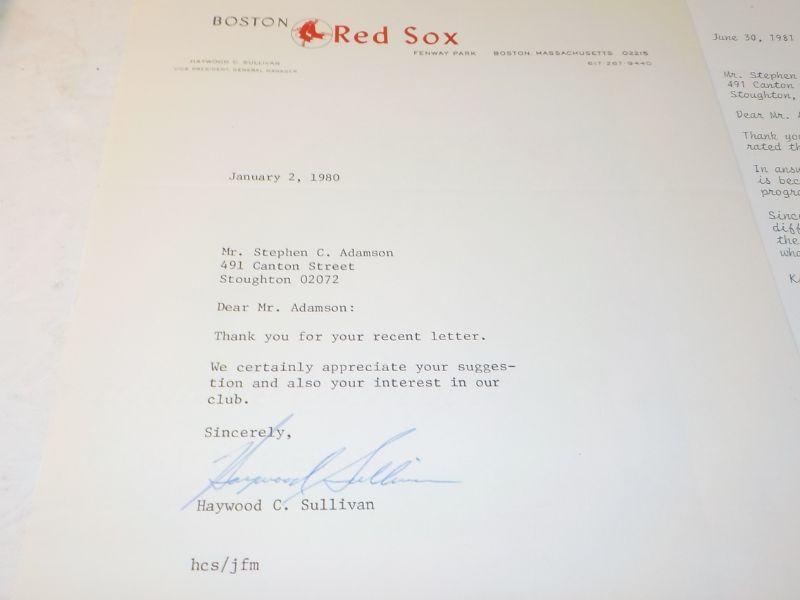 BOSTON Red Sox
FENWAY PARK BOSTON, MASSACHUSETTS 02215
617-267-9440
HAYWOOD C. SULLIVAN
VICE PRESIDENT, GENERAL MANAGER
January 2, 1980
Mr. Stephen C. Adamson
491 Canton Street
Stoughton 02072
Dear Mr. Adamson:
Thank you for your recent letter.
We certainly appreciate your sugges-
tion and also your interest in our
club.
Sincerely,
Haywood Sullivan
Haywood C. Sullivan
hcs/jfm
June 30, 1981
Mr. Stephen
491 Canton
Stoughton,
Dear Mr.
Thank you
rated th
In answ
is bec
progra
Since
diff
the
who